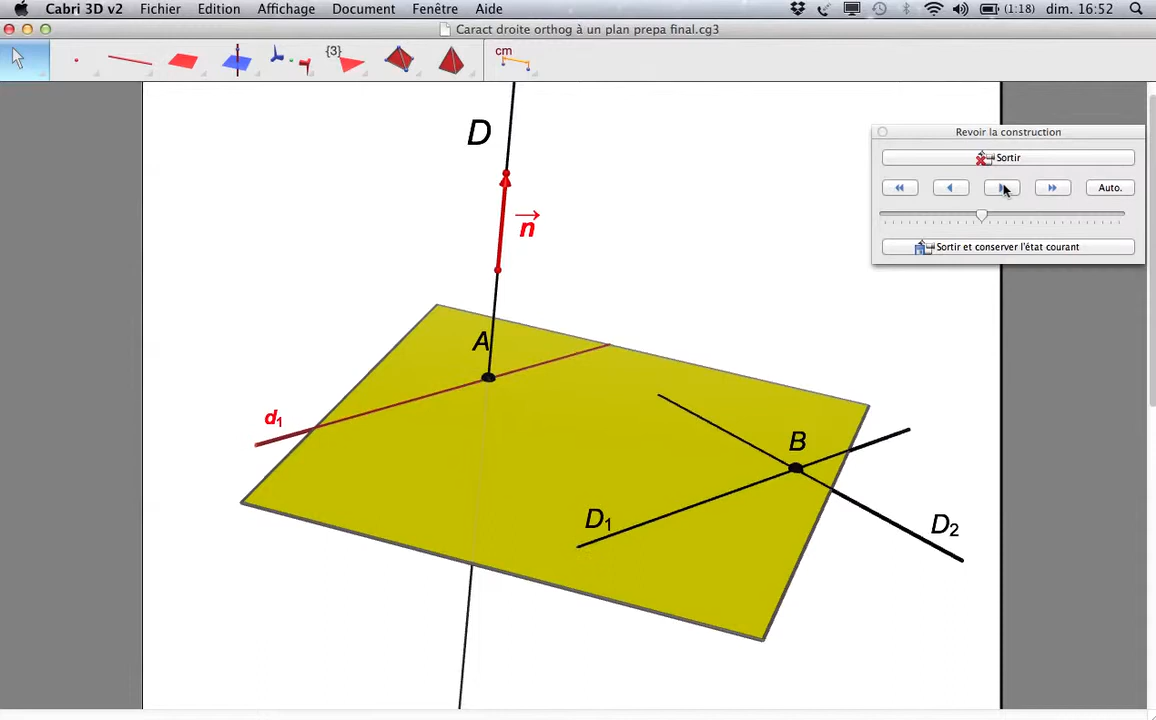 Cabri 3D v2 Fichier Edition Affichage Document Fenêtre Aide (1:18) dim. 16:52
Caract droite orthog à un plan prepa final.cg3
{3}
cm
Revoir la construction
Sortir
Auto.
Sortir et conserver l'état courant
D
n
A
d1
B
D1
D2